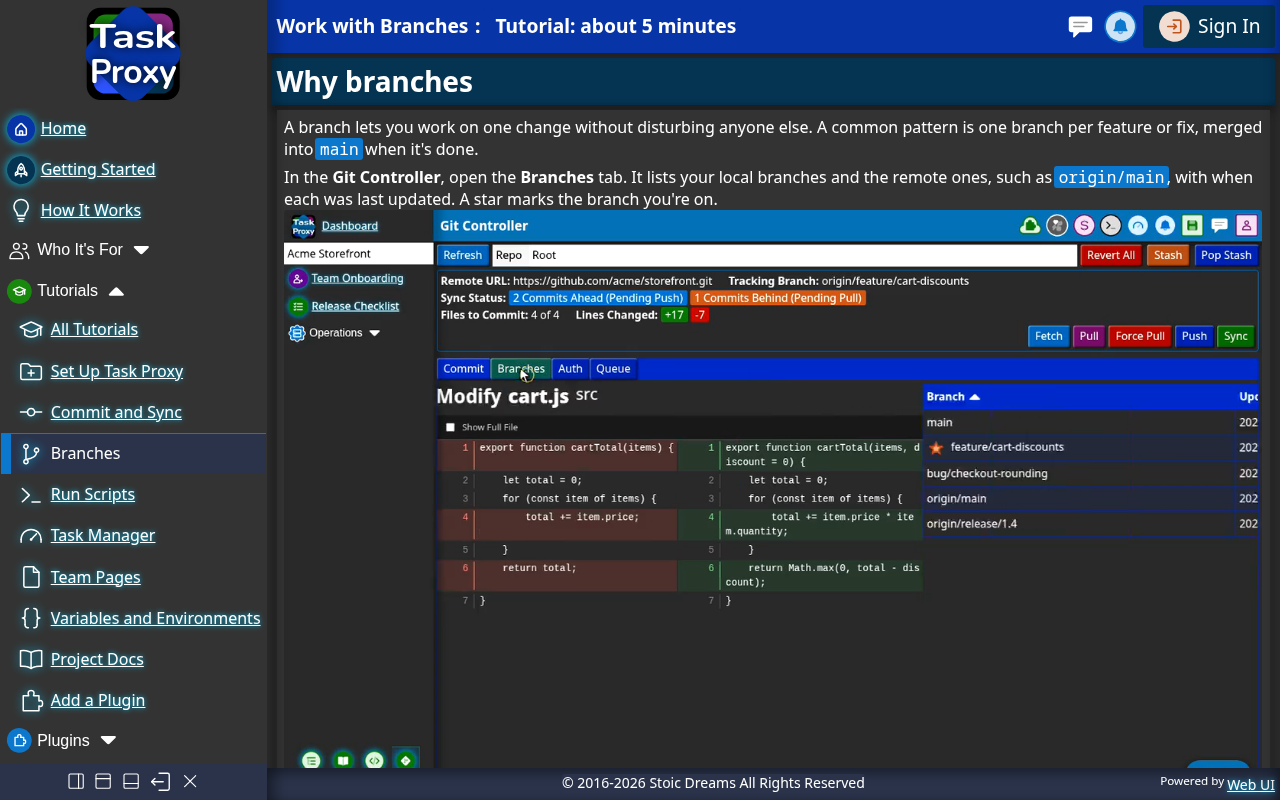 Task
Proxy
Home
Getting Started
How It Works
Who It's For
Tutorials
All Tutorials
Set Up Task Proxy
Commit and Sync
Branches
Run Scripts
Task Manager
Team Pages
Variables and Environments
Project Docs
Add a Plugin
Plugins
Work with Branches : Tutorial: about 5 minutes
Sign In
Why branches
A branch lets you work on one change without disturbing anyone else. A common pattern is one branch per feature or fix, merged
into main when it's done.
In the Git Controller, open the Branches tab. It lists your local branches and the remote ones, such as origin/main, with when
each was last updated. A star marks the branch you're on.
Task
Proxy
Dashboard
Acme Storefront
Team Onboarding
Release Checklist
Operations
Git Controller
S
Refresh Repo Root Revert All Stash Pop Stash
Remote URL: https://github.com/acme/storefront.git Tracking Branch: origin/feature/cart-discounts
Sync Status: 2 Commits Ahead (Pending Push) 1 Commits Behind (Pending Pull)
Files to Commit: 4 of 4 Lines Changed: +17 -7
Fetch Pull Force Pull Push Sync
Commit Branches Auth Queue
Modify cart.js src
Show Full File
1 export function cartTotal(items) {
2 let total = 0;
3 for (const item of items) {
4 total += item.price;
5 }
6 return total;
7 }
1 export function cartTotal(items, d
iscount = 0) {
2 let total = 0;
3 for (const item of items) {
4 total += item.price * ite
m.quantity;
5 }
6 return Math.max(0, total - dis
count);
7 }
Branch Upd
main 202
feature/cart-discounts 202
bug/checkout-rounding 202
origin/main 202
origin/release/1.4 202
© 2016-2026 Stoic Dreams All Rights Reserved
Powered by Web UI